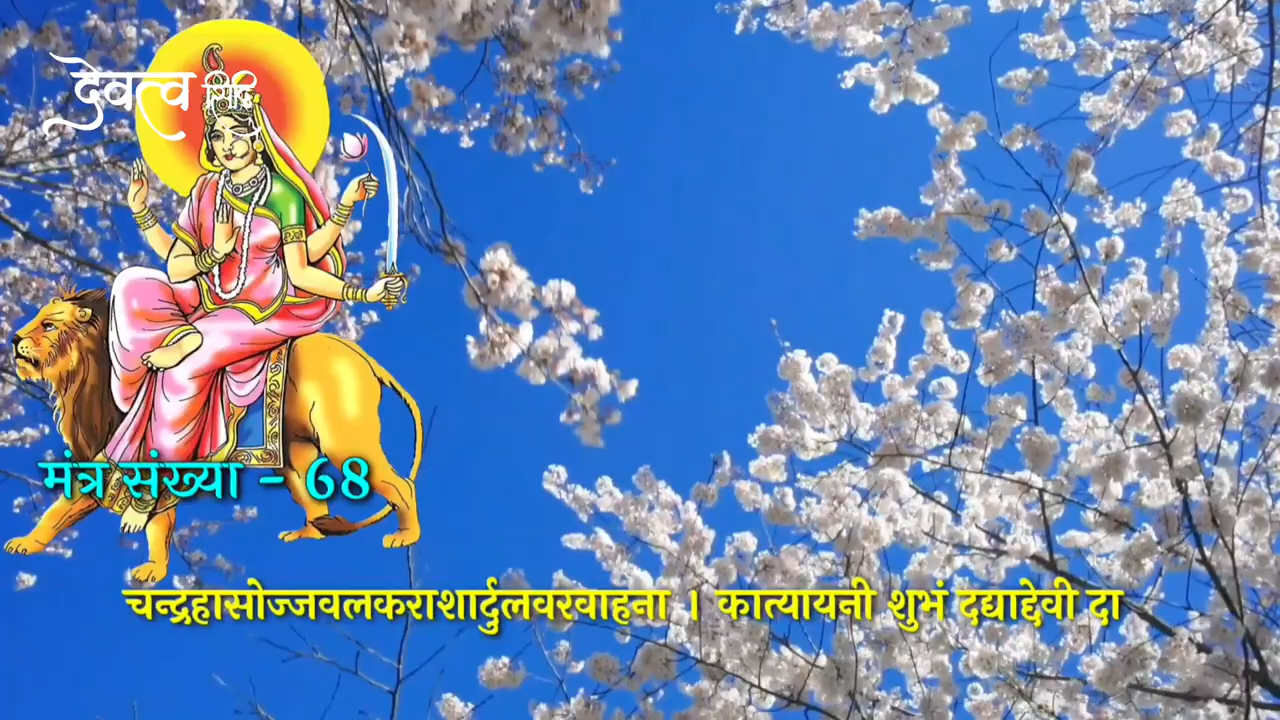 देवत्व सिद्धि
मंत्र संख्या - 68
चन्द्रहासोज्जवलकराशार्दुलवरवाहना । कात्यायनी शुभं दद्याद्देवी दा